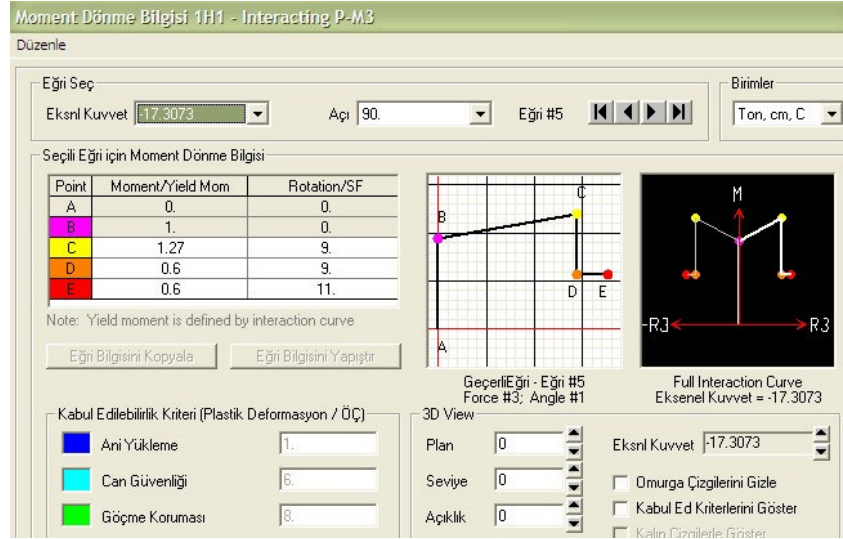 Moment Dönme Bilgisi 1H1 - Interacting P-M3
Düzenle
Eğri Seç
Birimler
Eksnl Kuvvet -17.3073 Açı 90. Eğri #5 Ton, cm, C
Seçili Eğri için Moment Dönme Bilgisi
Point Moment/Yield Mom Rotation/SF
A 0. 0.
B 1. 0.
C 1.27 9.
D 0.6 9.
E 0.6 11.
Note: Yield moment is defined by interaction curve
Eğri Bilgisini Kopyala Eğri Bilgisini Yapıştır
C
B
D E
A
M
-R3 R3
GeçerliEğri - Eğri #5
Force #3; Angle #1
Full Interaction Curve
Eksenel Kuvvet = -17.3073
Kabul Edilebilirlik Kriteri (Plastik Deformasyon / ÖÇ)
Ani Yükleme 1.
Can Güvenliği 6.
Göçme Koruması 8.
3D View
Plan 0 Eksnl Kuvvet -17.3073
Seviye 0 Omurga Çizgilerini Gizle
Açıklık 0 Kabul Ed Kriterlerini Göster
Kalın Çizgilerle Göster